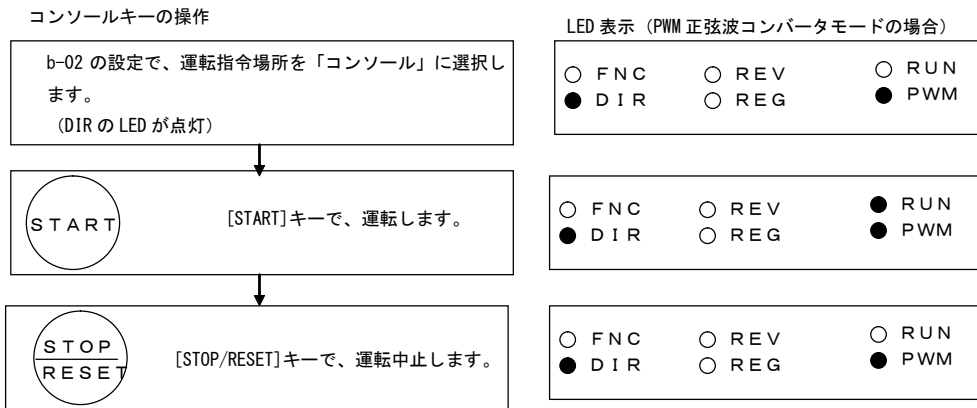 コンソールキーの操作
LED 表示（PWM 正弦波コンバータモードの場合）
b-02 の設定で、運転指令場所を「コンソール」に選択し
ます。
（DIR の LED が点灯）
○ FNC ○ REV ○ RUN
● DIR ○ REG ● PWM
START
[START]キーで、運転します。
○ FNC ○ REV ● RUN
● DIR ○ REG ● PWM
STOP
RESET
[STOP/RESET]キーで、運転中止します。
○ FNC ○ REV ○ RUN
● DIR ○ REG ● PWM